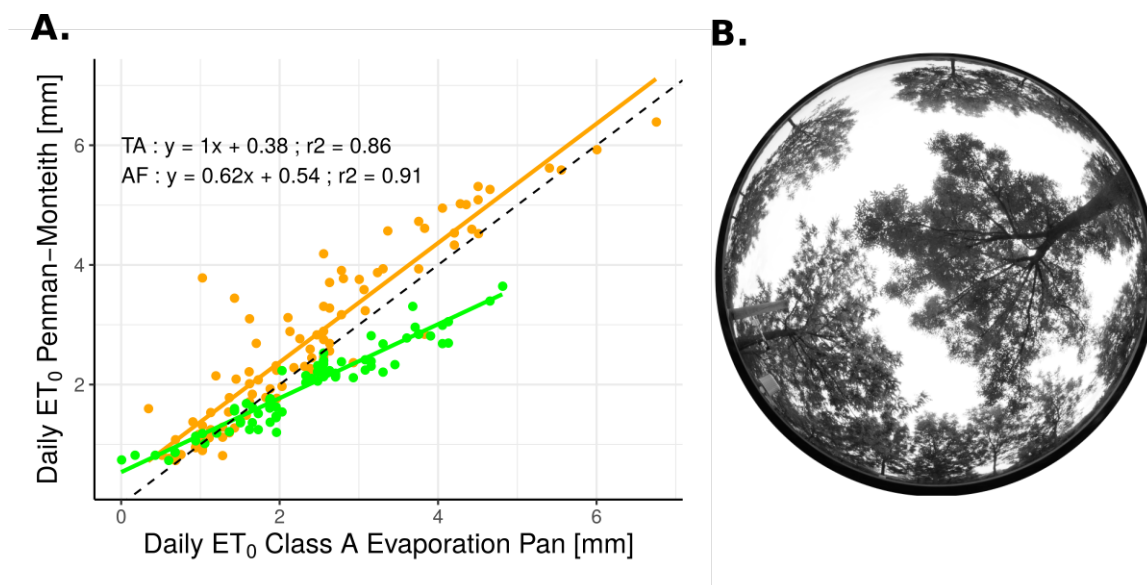 A.
B.
TA : y = 1x + 0.38 ; r2 = 0.86
AF : y = 0.62x + 0.54 ; r2 = 0.91
Daily ET₀ Penman−Monteith [mm]
6
4
2
0 2 4 6
Daily ET₀ Class A Evaporation Pan [mm]